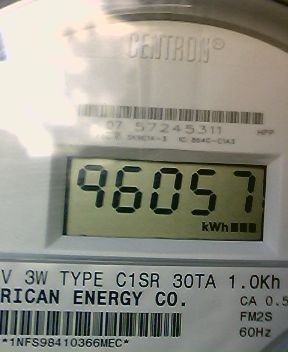 CENTRON®
07 57245311 HPP
96057
kWh
V 3W TYPE C1SR 30TA 1.0Kh
RICAN ENERGY CO. CA 0.5
FM2S
60Hz
*1NFS98410366MEC*